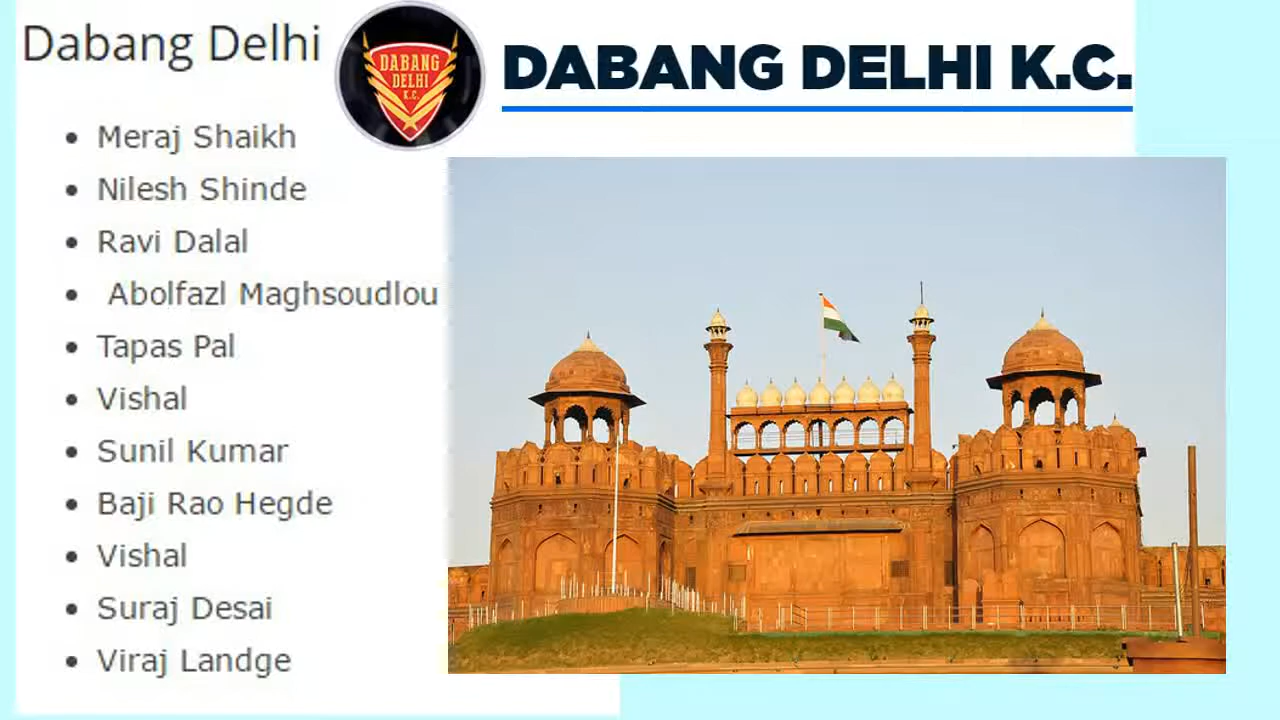 Dabang Delhi
DABANG
DELHI
K.C.
DABANG DELHI K.C.
Meraj Shaikh
Nilesh Shinde
Ravi Dalal
Abolfazl Maghsoudlou
Tapas Pal
Vishal
Sunil Kumar
Baji Rao Hegde
Vishal
Suraj Desai
Viraj Landge